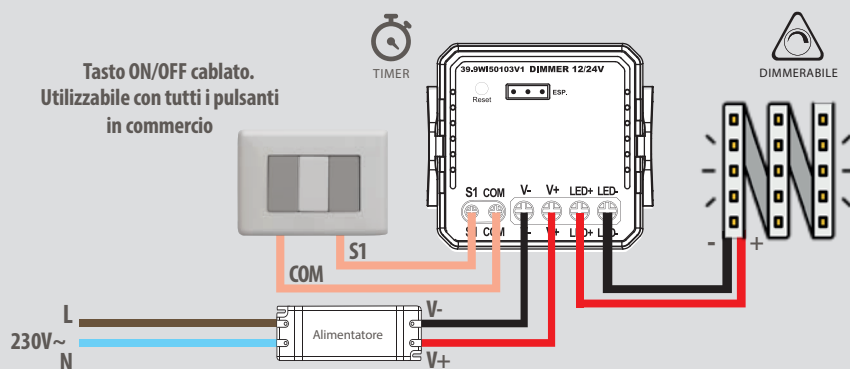 Tasto ON/OFF cablato.
Utilizzabile con tutti i pulsanti
in commercio
TIMER
39.9WI50103V1 DIMMER 12/24V
Reset
ESP.
DIMMERABILE
S1 COM V- V+ LED+ LED-
S1 COM V- V+ LED+ LED-
- +
S1
COM
L
230V~
N
Alimentatore
V-
V+